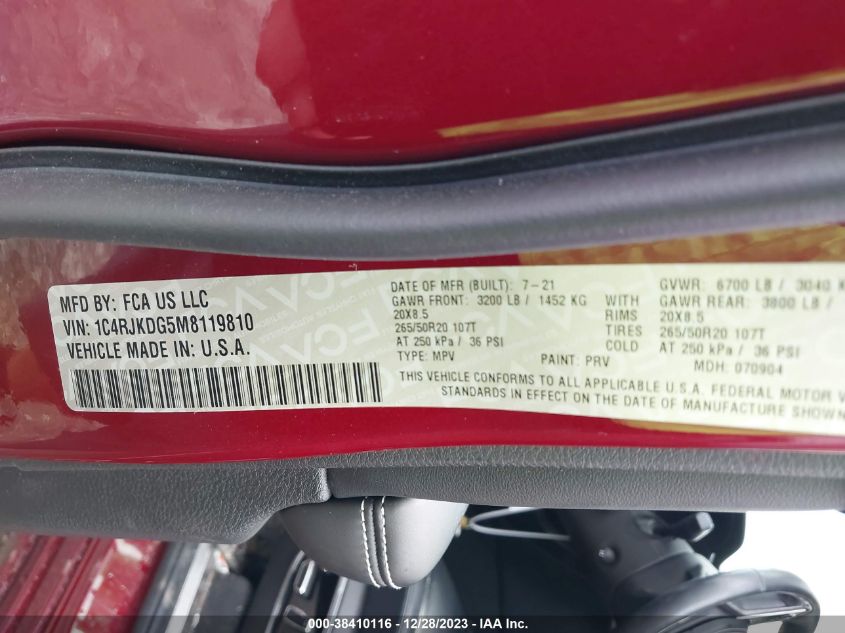 MFD BY: FCA US LLC
VIN: 1C4RJKDG5M8119810
VEHICLE MADE IN: U.S.A.
DATE OF MFR (BUILT): 7-21 GVWR: 6700 LB / 3040 K
GAWR FRONT: 3200 LB / 1452 KG WITH GAWR REAR: 3800 LB /
20X8.5 RIMS 20X8.5
265/50R20 107T TIRES 265/50R20 107T
AT 250 kPa / 36 PSI COLD AT 250 kPa / 36 PSI
TYPE: MPV PAINT: PRV MDH: 070904
THIS VEHICLE CONFORMS TO ALL APPLICABLE U.S.A. FEDERAL MOTOR V
STANDARDS IN EFFECT ON THE DATE OF MANUFACTURE SHOWN
000-38410116 - 12/28/2023 - IAA Inc.